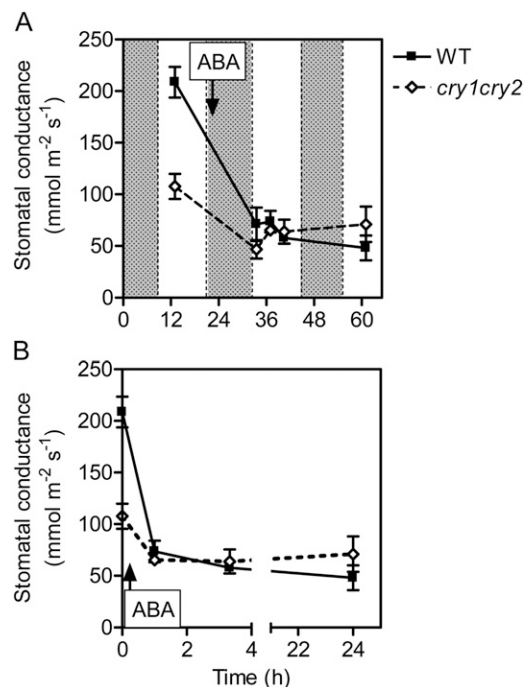 A
Stomatal conductance
(mmol m-2 s-1)
250
200
150
100
50
0
ABA
0 12 24 36 48 60
WT
cry1cry2
B
Stomatal conductance
(mmol m-2 s-1)
250
200
150
100
50
0
ABA
0 2 4 22 24
Time (h)